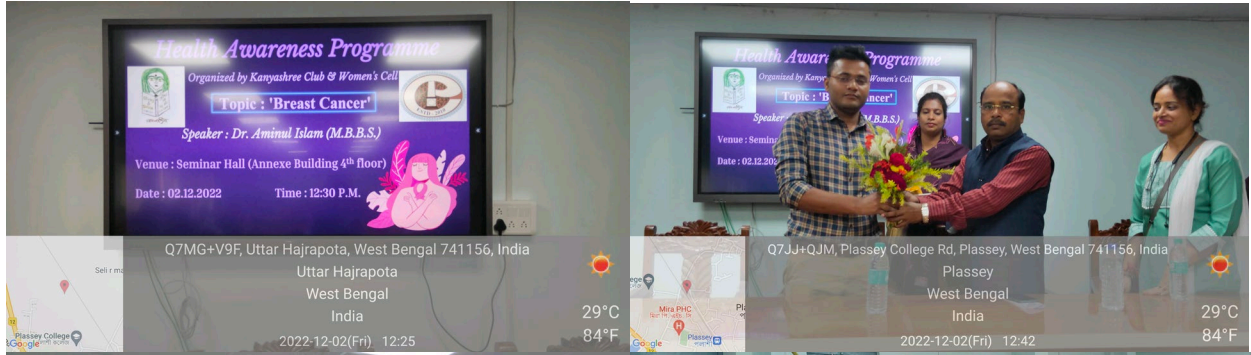 Health Awareness Programme
Organized by Kanyashree Club & Women's Cell
Topic : 'Breast Cancer'
Speaker : Dr. Aminul Islam (M.B.B.S.)
Venue : Seminar Hall (Annexe Building 4th floor)
Date : 02.12.2022 Time : 12:30 P.M.
Q7MG+V9F, Uttar Hajrapota, West Bengal 741156, India
Uttar Hajrapota
West Bengal
India
2022-12-02(Fri) 12:25
29°C
84°F
Plassey College
Google
Health Awar Programme
Organized by Kany Women's Cell
Topic : 'B ncer'
Speaker
Venue : Semina
Date : 02.12.202
Q7JJ+QJM, Plassey College Rd, Plassey, West Bengal 741156, India
Plassey
West Bengal
India
2022-12-02(Fri) 12:42
29°C
84°F
Mira PHC
Plassey
Google